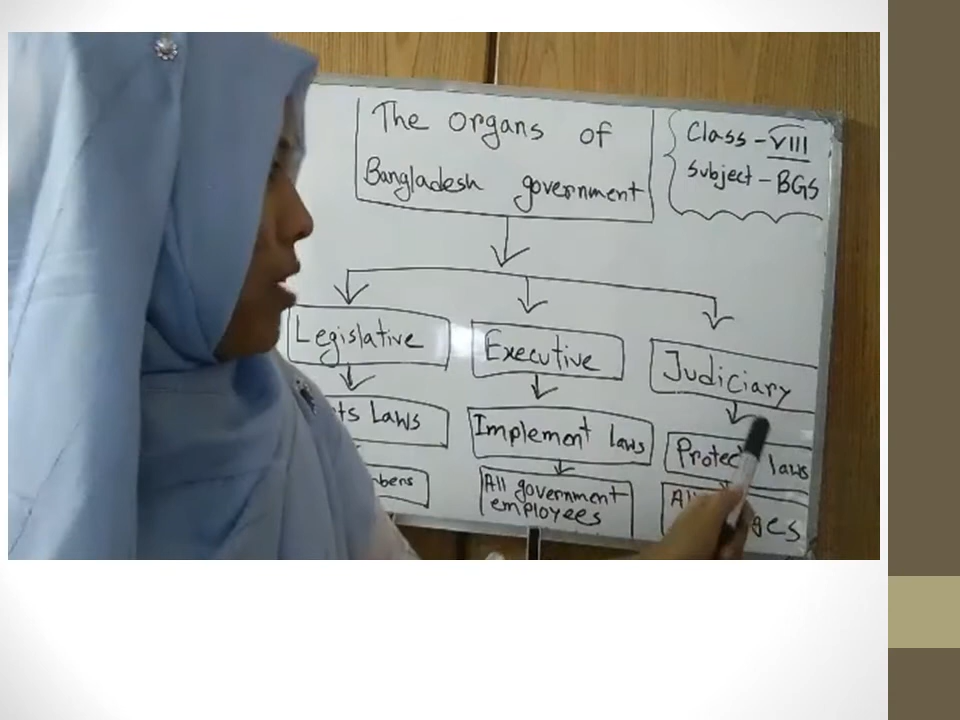 The organs of
Bangladesh government
Class - VIII
Subject - BGS
Legislative
Executive
Judiciary
Laws
Implement laws
Protect laws
All government
employees